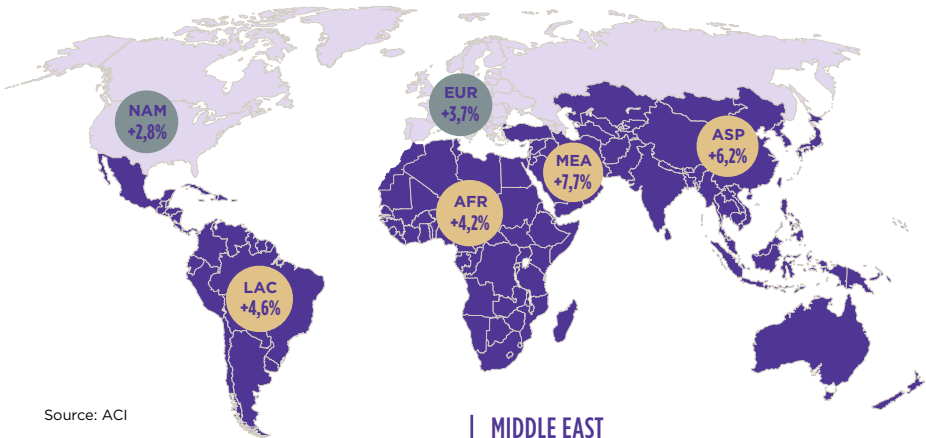 NAM
+2,8%
EUR
+3,7%
ASP
+6,2%
MEA
+7,7%
AFR
+4,2%
LAC
+4,6%
Source: ACI
MIDDLE EAST